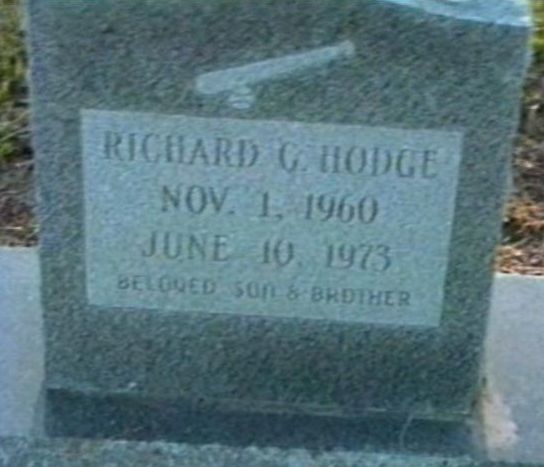 RICHARD G. HODGE
NOV. 1, 1960
JUNE 10, 1973
BELOVED SON & BROTHER